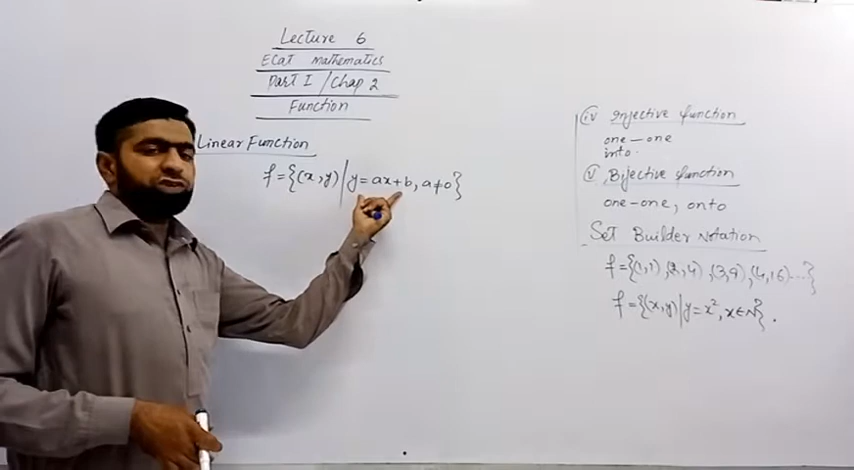 Lecture 6
ECat Mathematics
Part I / Chap 2
Function
Linear Function
f = {(x, y) | y = ax + b, a ≠ 0}
iv Injective function
one — one
into.
v Bijective function
one-one, onto
Set Builder Notation
f = {(1,1), (2,4), (3,9), (4,16) ...}
f = {(x,y) | y = x², x ∈ N}.